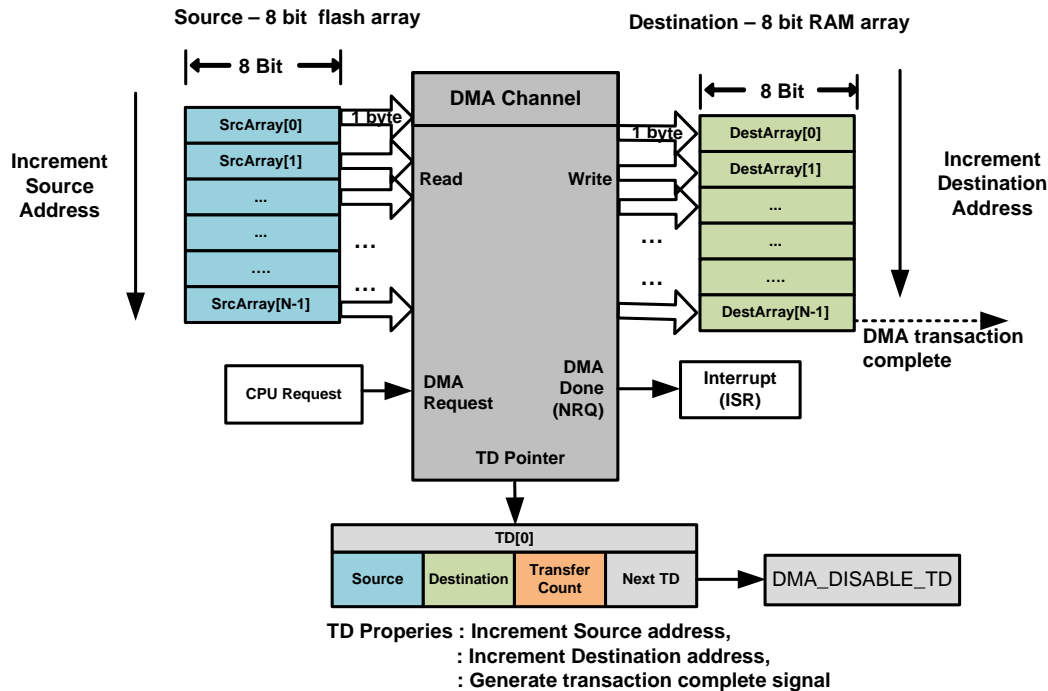 Source – 8 bit  flash array
Destination – 8 bit RAM array
8 Bit
8 Bit
DMA Channel
SrcArray[0]
SrcArray[1]
...
...
....
SrcArray[N-1]
1 byte
1 byte
DestArray[0]
DestArray[1]
...
...
....
DestArray[N-1]
Increment
Source
Address
Read
Write
Increment
Destination
Address
...
...
...
...
DMA transaction
complete
CPU Request
DMA
Request
DMA
Done
(NRQ)
Interrupt
(ISR)
TD Pointer
TD[0]
Source
Destination
Transfer
Count
Next TD
DMA_DISABLE_TD
TD Properies : Increment Source address,
: Increment Destination address,
: Generate transaction complete signal